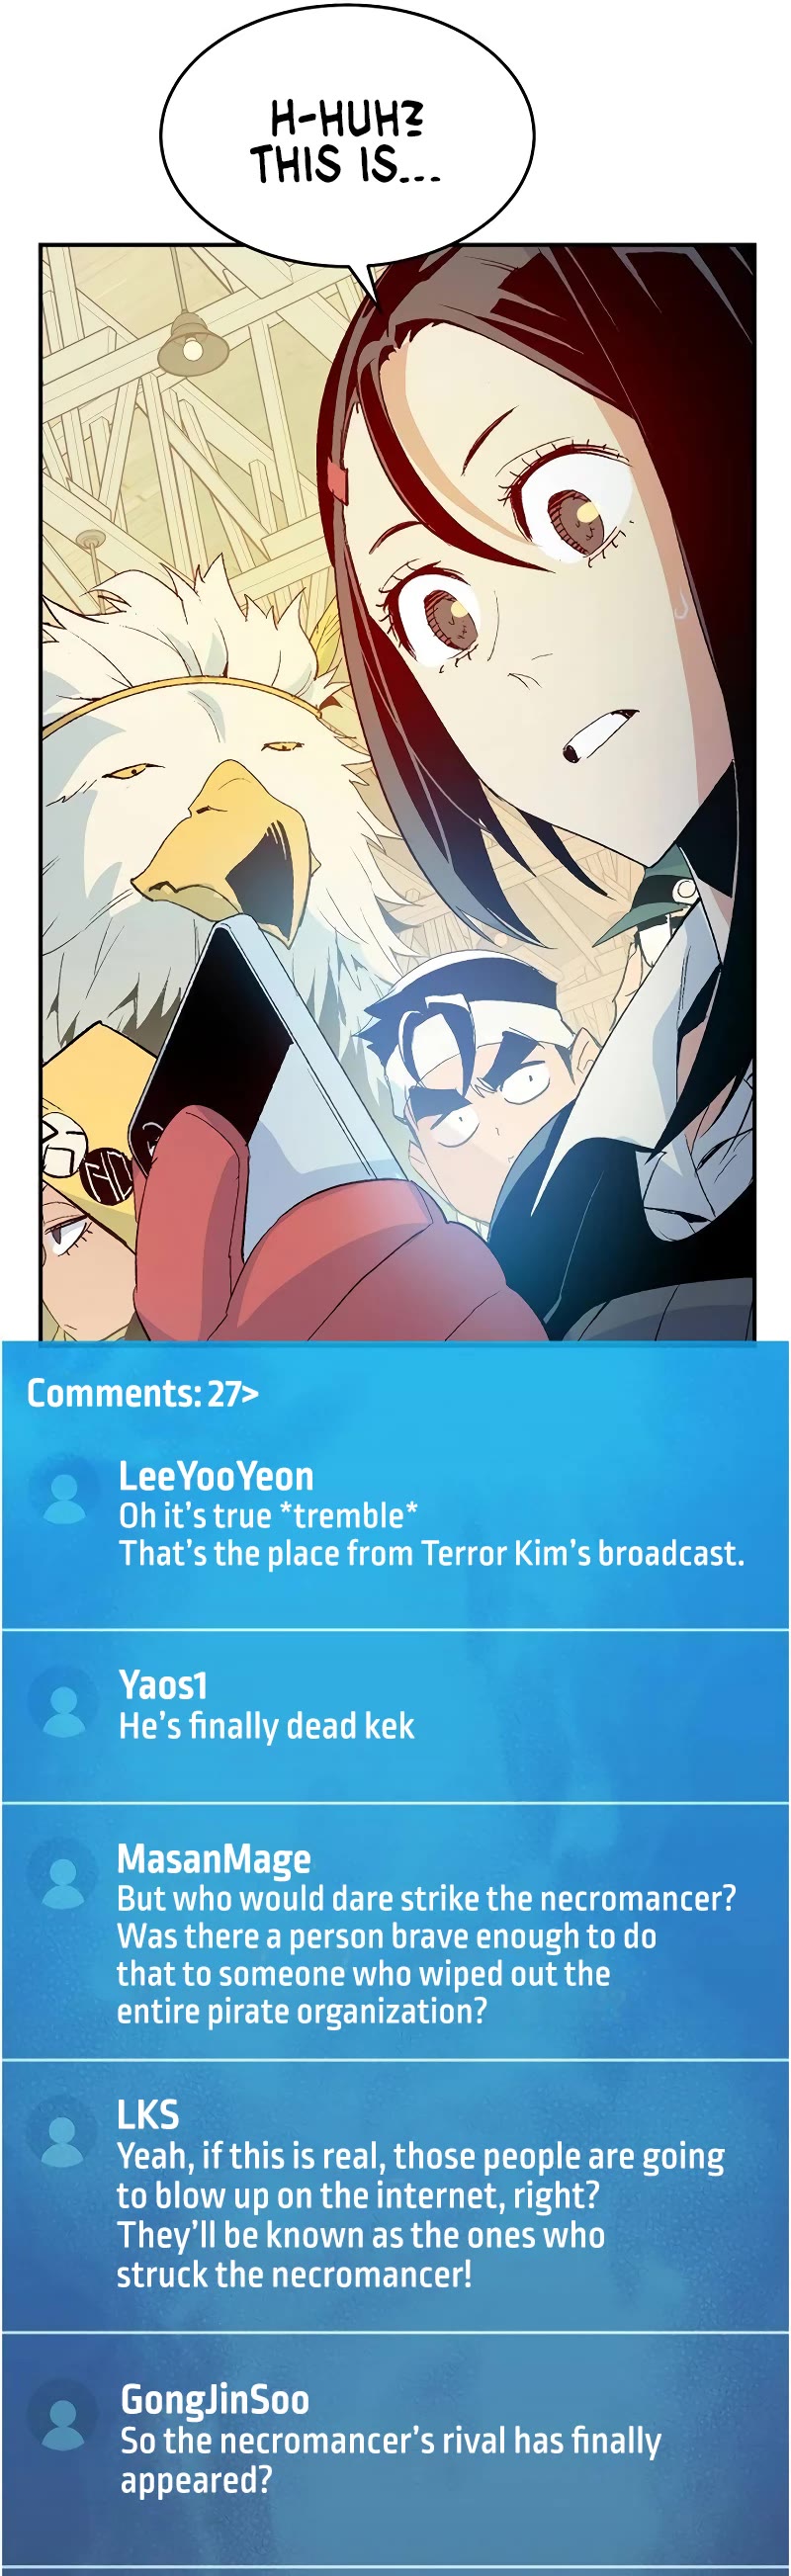 H-HUH?
THIS IS...
Comments: 27>
LeeYooYeon
Oh it's true *tremble*
That's the place from Terror Kim's broadcast.
Yaos1
He's finally dead kek
MasanMage
But who would dare strike the necromancer?
Was there a person brave enough to do
that to someone who wiped out the
entire pirate organization?
LKS
Yeah, if this is real, those people are going
to blow up on the internet, right?
They'll be known as the ones who
struck the necromancer!
GongJinSoo
So the necromancer's rival has finally
appeared?